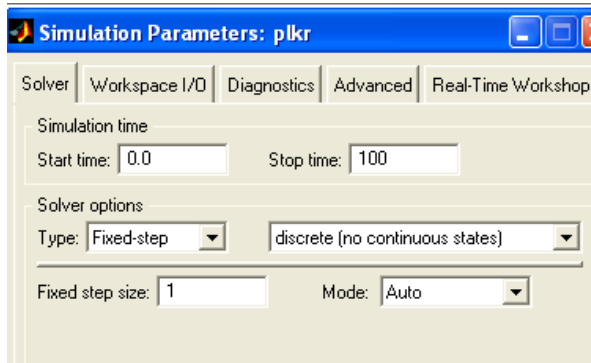 Simulation Parameters: plkr
Solver Workspace I/O Diagnostics Advanced Real-Time Workshop
Simulation time
Start time: 0.0 Stop time: 100
Solver options
Type: Fixed-step discrete (no continuous states)
Fixed step size: 1 Mode: Auto